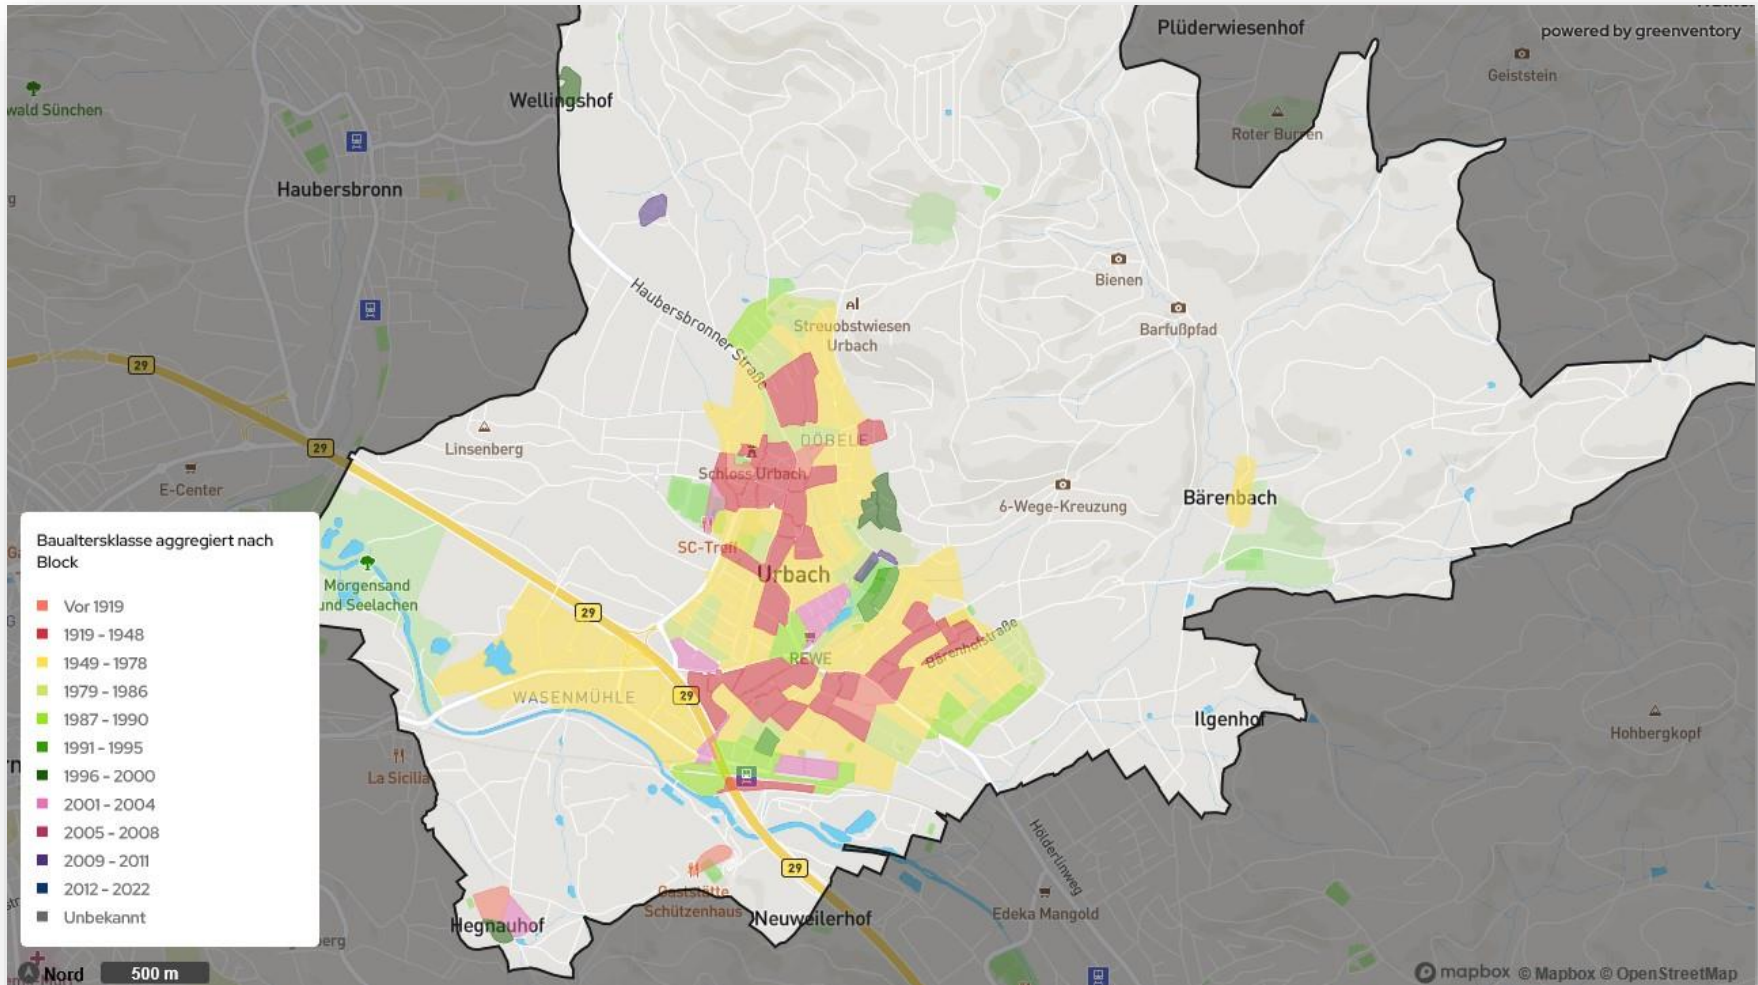 Plüderwiesenhof
powered by greenventory
Geiststein
wald Sünchen
Wellingshof
Roter Burren
Haubersbronn
Bienen
Haubersbronner Straße
Streuobstwiesen
Urbach
Barfußpfad
29
29
Linsenberg
DÖBELE
E-Center
Schloss Urbach
6-Wege-Kreuzung
Bärenbach
SC-Treff
Urbach
Morgensand
und Seelachen
29
REWE
Bärenhofstraße
29
WASENMÜHLE
Ilgenhof
Hohbergkopf
La Sicilia
Hölderlinweg
29
Gaststätte
Schützenhaus
Neuweilerhof
Edeka Mangold
Hegnauhof
berg
Baualtersklasse aggregiert nach
Block
Vor 1919
1919 - 1948
1949 - 1978
1979 - 1986
1987 - 1990
1991 - 1995
1996 - 2000
2001 - 2004
2005 - 2008
2009 - 2011
2012 - 2022
Unbekannt
Nord
500 m
mapbox © Mapbox © OpenStreetMap